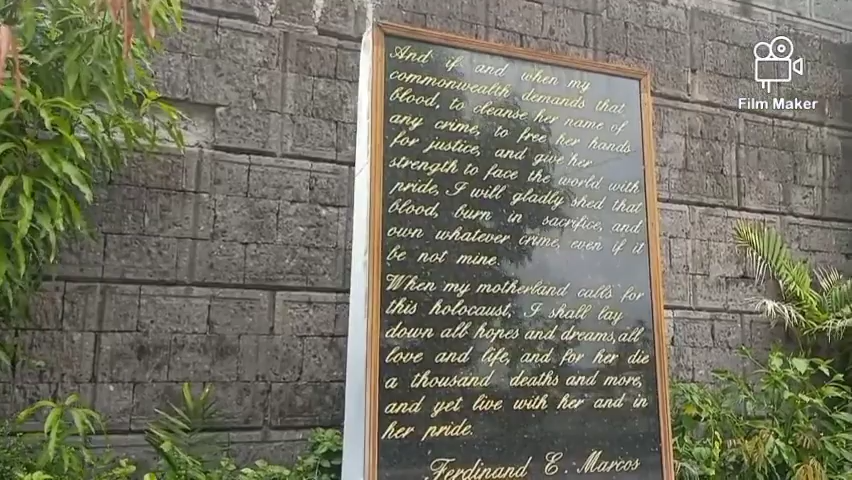 And if and when my
commonwealth demands that
blood, to cleanse her name of
any crime, to free her hands
for justice, and give her
strength to face the world with
pride, I will gladly shed that
blood, burn in sacrifice, and
own whatever crime, even if it
be not mine.
When my motherland calls for
this holocaust, I shall lay
down all hopes and dreams, all
love and life, and for her die
a thousand deaths and more,
and yet live with her and in
her pride.
Ferdinand E. Marcos
Film Maker